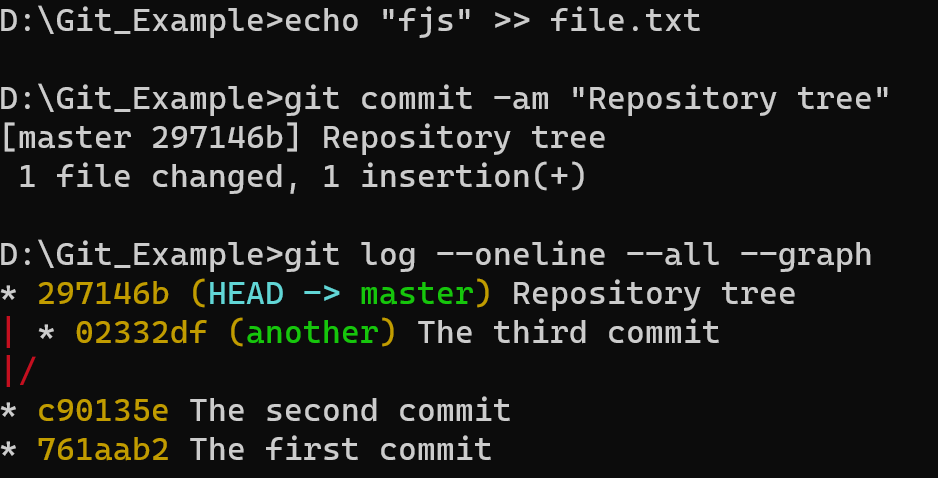 D:\Git_Example>echo "fjs" >> file.txt
D:\Git_Example>git commit -am "Repository tree"
[master 297146b] Repository tree
 1 file changed, 1 insertion(+)
D:\Git_Example>git log --oneline --all --graph
* 297146b (HEAD -> master) Repository tree
| * 02332df (another) The third commit
|/
* c90135e The second commit
* 761aab2 The first commit